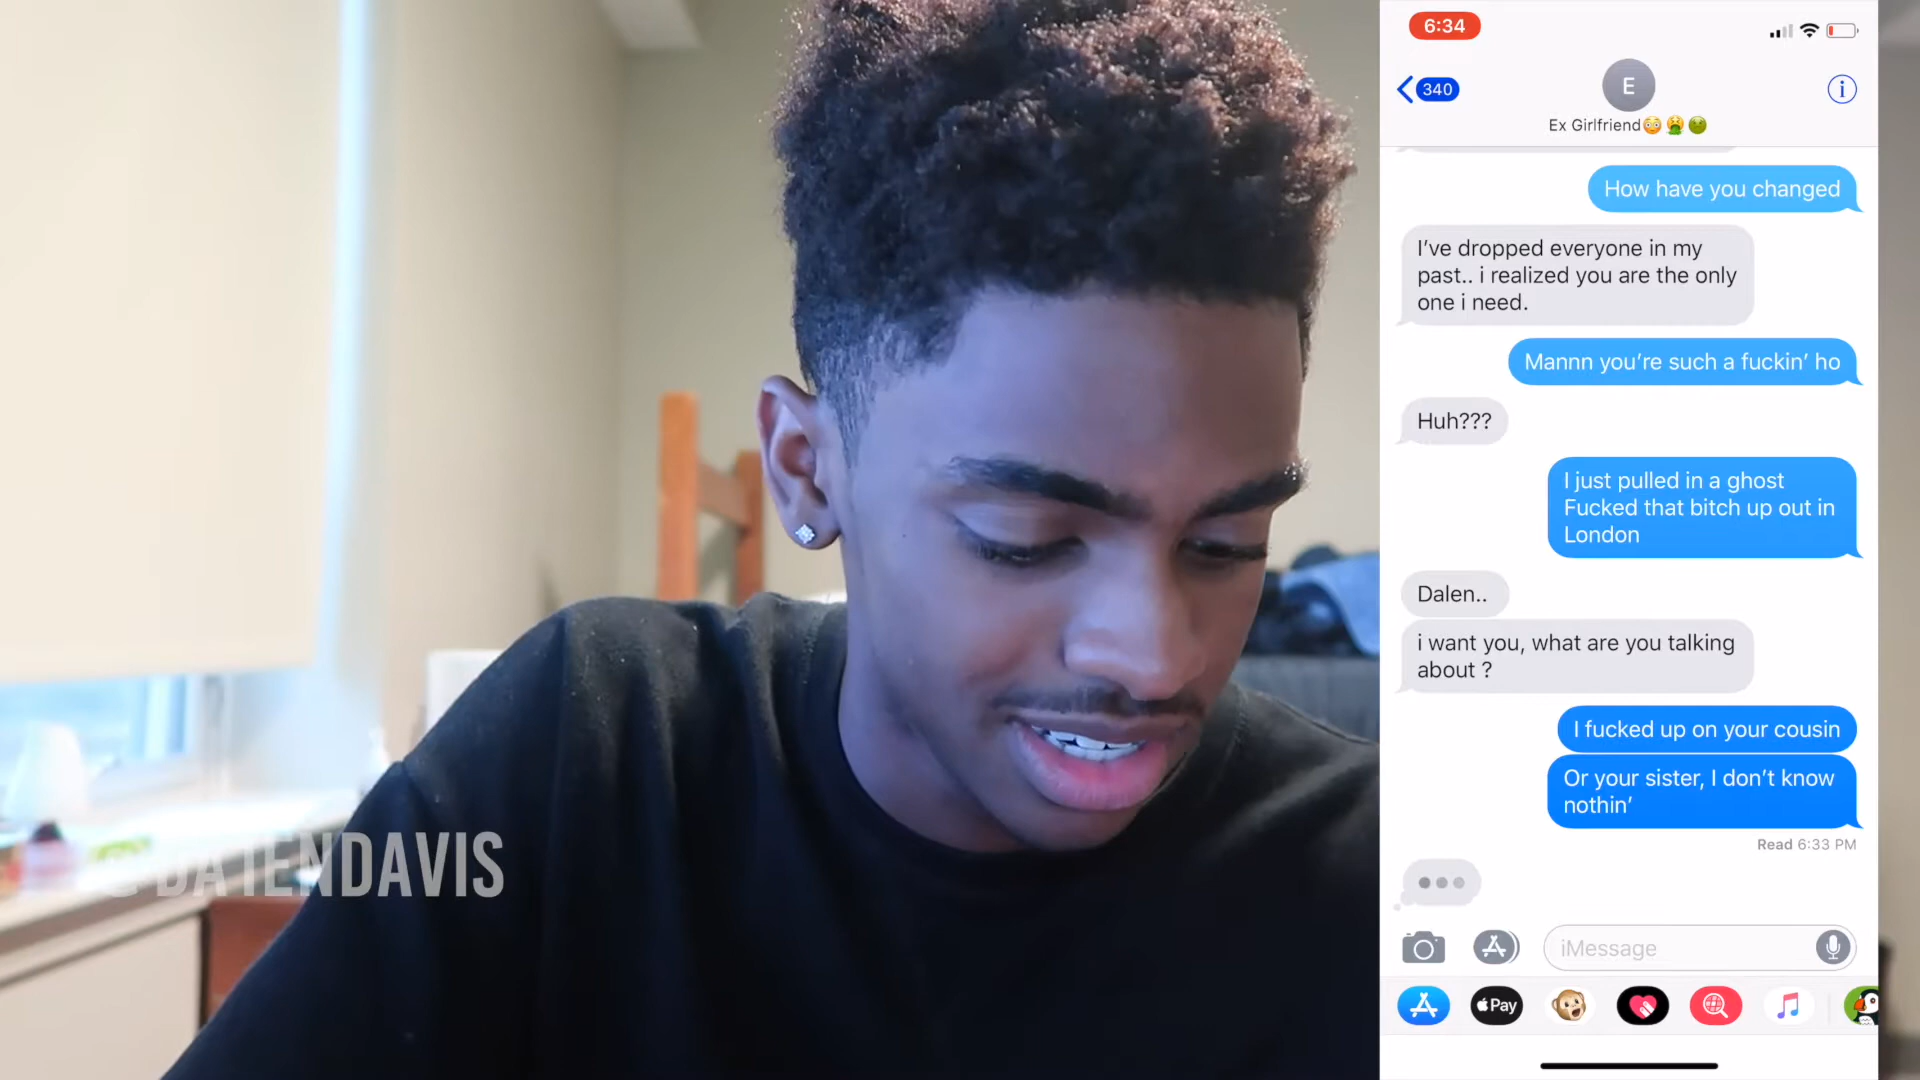 6:34
340
E
Ex Girlfriend😳🤮🤢
How have you changed
I've dropped everyone in my
past.. i realized you are the only
one i need.
Mannn you're such a fuckin' ho
Huh???
I just pulled in a ghost
Fucked that bitch up out in
London
Dalen..
i want you, what are you talking
about ?
I fucked up on your cousin
Or your sister, I don't know
nothin'
Read 6:33 PM
iMessage
Pay